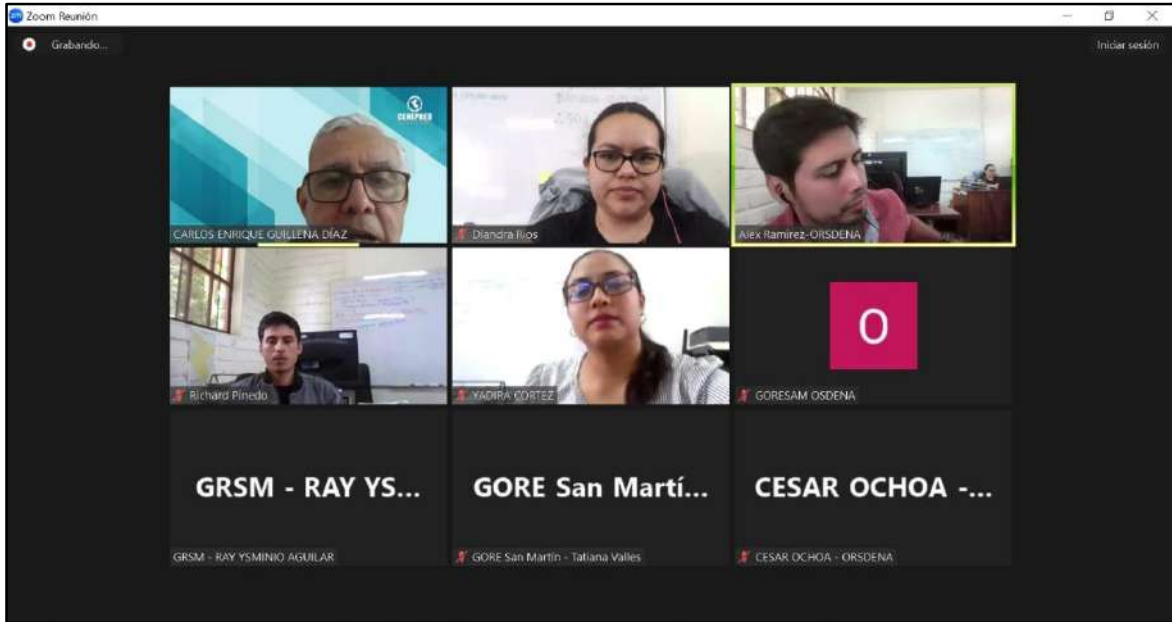 Zoom Reunión
Grabando...
Iniciar sesión
CENEPRED
CARLOS ENRIQUE GUILLENA DÍAZ
Diandra Rios
Alex Ramirez-ORSDENA
Richard Pinedo
YADIRA CORTEZ
O
GORESAM OSDENA
GRSM - RAY YS...
GORE San Martí...
CESAR OCHOA -...
GRSM - RAY YSMINIO AGUILAR
GORE San Martín - Tatiana Valles
CESAR OCHOA - ORSDENA